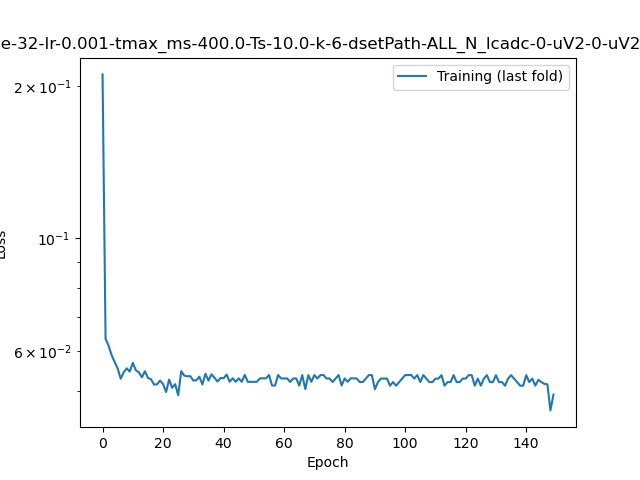 e-32-lr-0.001-tmax_ms-400.0-Ts-10.0-k-6-dsetPath-ALL_N_lcadc-0-uV2-0-uV2
Training (last fold)
2 × 10⁻¹
10⁻¹
6 × 10⁻²
Loss
0 20 40 60 80 100 120 140
Epoch